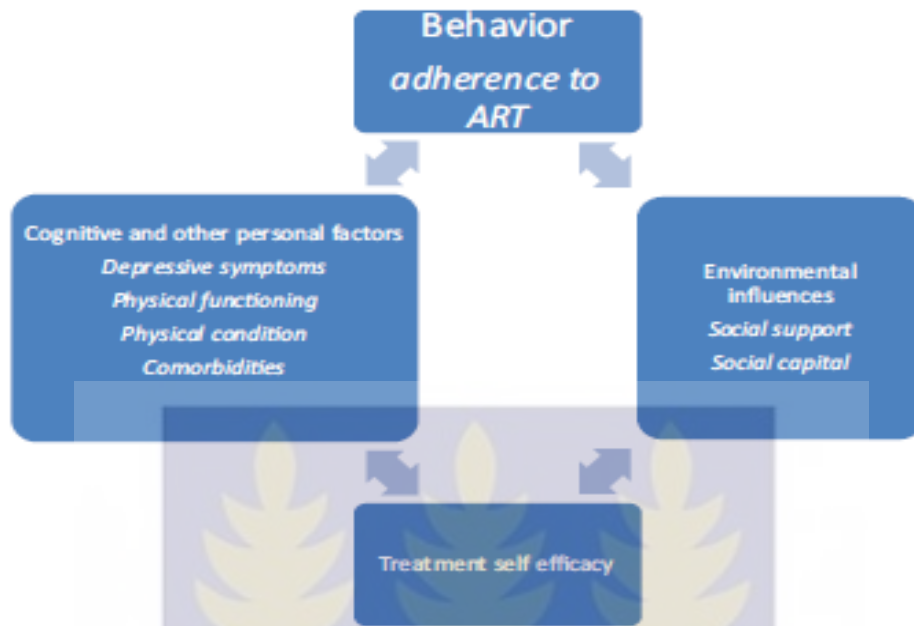 Behavior
adherence to
ART
Cognitive and other personal factors
Depressive symptoms
Physical functioning
Physical condition
Comorbidities
Environmental
influences
Social support
Social capital
Treatment self efficacy